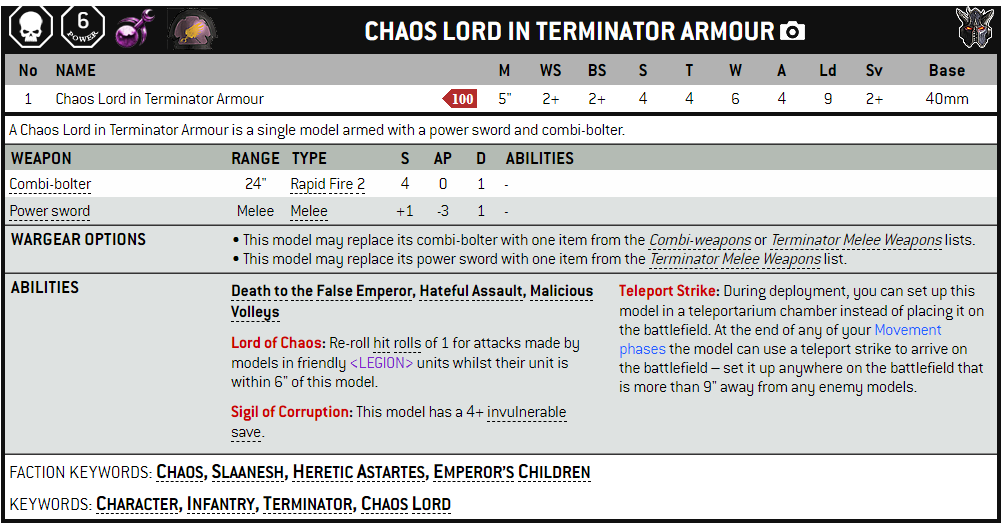 6
POWER
CHAOS LORD IN TERMINATOR ARMOUR
No NAME M WS BS S T W A Ld Sv Base
1 Chaos Lord in Terminator Armour 100 5" 2+ 2+ 4 4 6 4 9 2+ 40mm
A Chaos Lord in Terminator Armour is a single model armed with a power sword and combi-bolter.
WEAPON RANGE TYPE S AP D ABILITIES
Combi-bolter 24" Rapid Fire 2 4 0 1 -
Power sword Melee Melee +1 -3 1 -
WARGEAR OPTIONS
• This model may replace its combi-bolter with one item from the Combi-weapons or Terminator Melee Weapons lists.
• This model may replace its power sword with one item from the Terminator Melee Weapons list.
ABILITIES
Death to the False Emperor, Hateful Assault, Malicious
Volleys
Lord of Chaos: Re-roll hit rolls of 1 for attacks made by
models in friendly <LEGION> units whilst their unit is
within 6" of this model.
Sigil of Corruption: This model has a 4+ invulnerable
save.
Teleport Strike: During deployment, you can set up this
model in a teleportarium chamber instead of placing it on
the battlefield. At the end of any of your Movement
phases the model can use a teleport strike to arrive on
the battlefield – set it up anywhere on the battlefield that
is more than 9" away from any enemy models.
FACTION KEYWORDS: CHAOS, SLAANESH, HERETIC ASTARTES, EMPEROR'S CHILDREN
KEYWORDS: CHARACTER, INFANTRY, TERMINATOR, CHAOS LORD